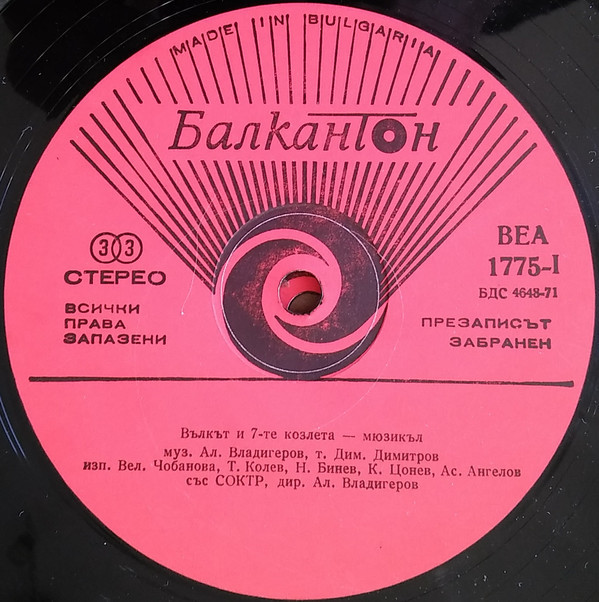 MADE IN BULGARIA
БалканТон
33
СТЕРЕО
ВСИЧКИ
ПРАВА
ЗАПАЗЕНИ
ВЕА
1775-I
БДС 4648-71
ПРЕЗАПИСЪТ
ЗАБРАНЕН
Вълкът и 7-те козлета — мюзикъл
муз. Ал. Владигеров, т. Дим. Димитров
изп. Вел. Чобанова, Т. Колев, Н. Бинев, К. Цонев, Ас. Ангелов
със СОКТР, дир. Ал. Владигеров